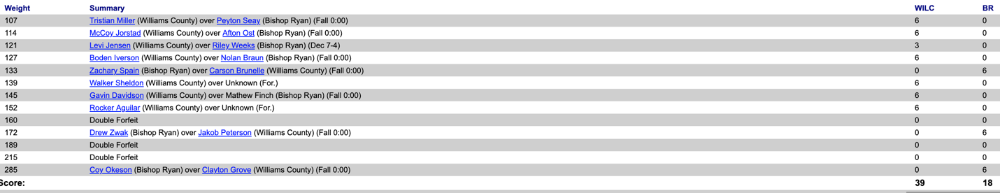 Weight Summary WILC BR
107 Tristian Miller (Williams County) over Peyton Seay (Bishop Ryan) (Fall 0:00) 6 0
114 McCoy Jorstad (Williams County) over Afton Ost (Bishop Ryan) (Fall 0:00) 6 0
121 Levi Jensen (Williams County) over Riley Weeks (Bishop Ryan) (Dec 7-4) 3 0
127 Boden Iverson (Williams County) over Nolan Braun (Bishop Ryan) (Fall 0:00) 6 0
133 Zachary Spain (Bishop Ryan) over Carson Brunelle (Williams County) (Fall 0:00) 0 6
139 Walker Sheldon (Williams County) over Unknown (For.) 6 0
145 Gavin Davidson (Williams County) over Mathew Finch (Bishop Ryan) (Fall 0:00) 6 0
152 Rocker Aguilar (Williams County) over Unknown (For.) 6 0
160 Double Forfeit 0 0
172 Drew Zwak (Bishop Ryan) over Jakob Peterson (Williams County) (Fall 0:00) 0 6
189 Double Forfeit 0 0
215 Double Forfeit 0 0
285 Coy Okeson (Bishop Ryan) over Clayton Grove (Williams County) (Fall 0:00) 0 6
Score: 39 18